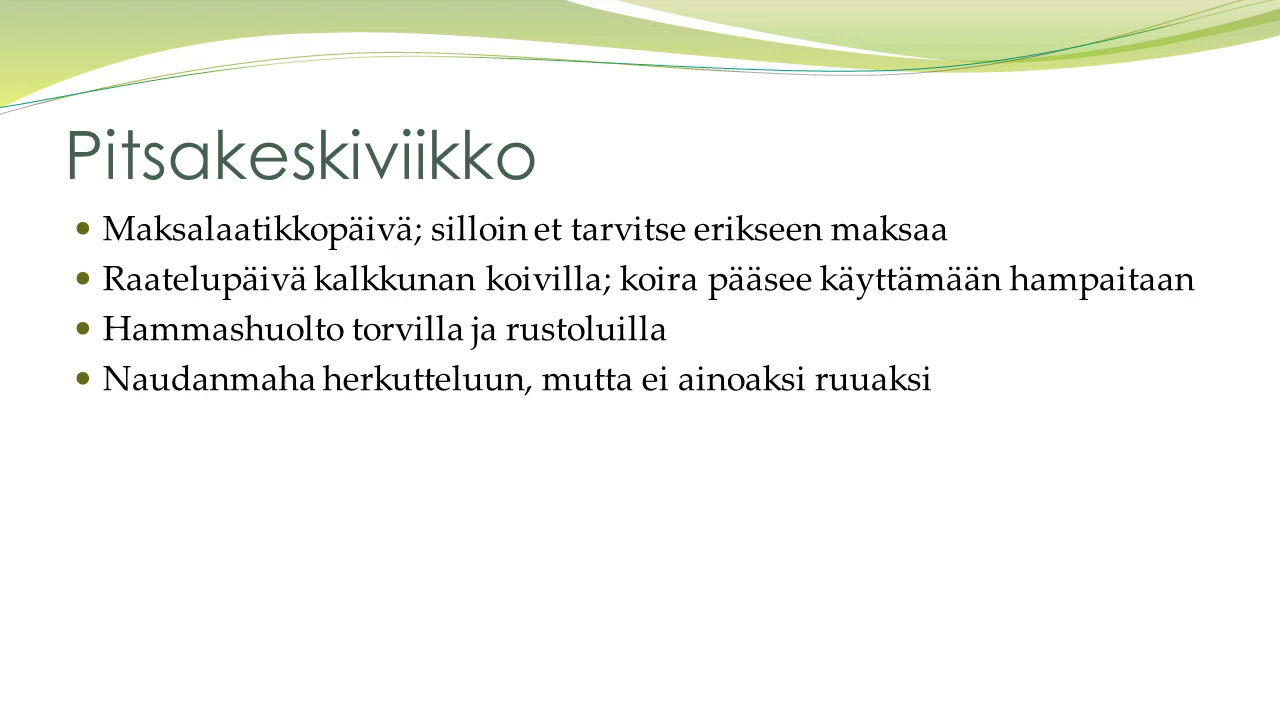 Pitsakeskiviikko
• Maksalaatikkopäivä; silloin et tarvitse erikseen maksaa
• Raatelupäivä kalkkunan koivilla; koira pääsee käyttämään hampaitaan
• Hammashuolto torvilla ja rustoluilla
• Naudanmaha herkutteluun, mutta ei ainoaksi ruuaksi